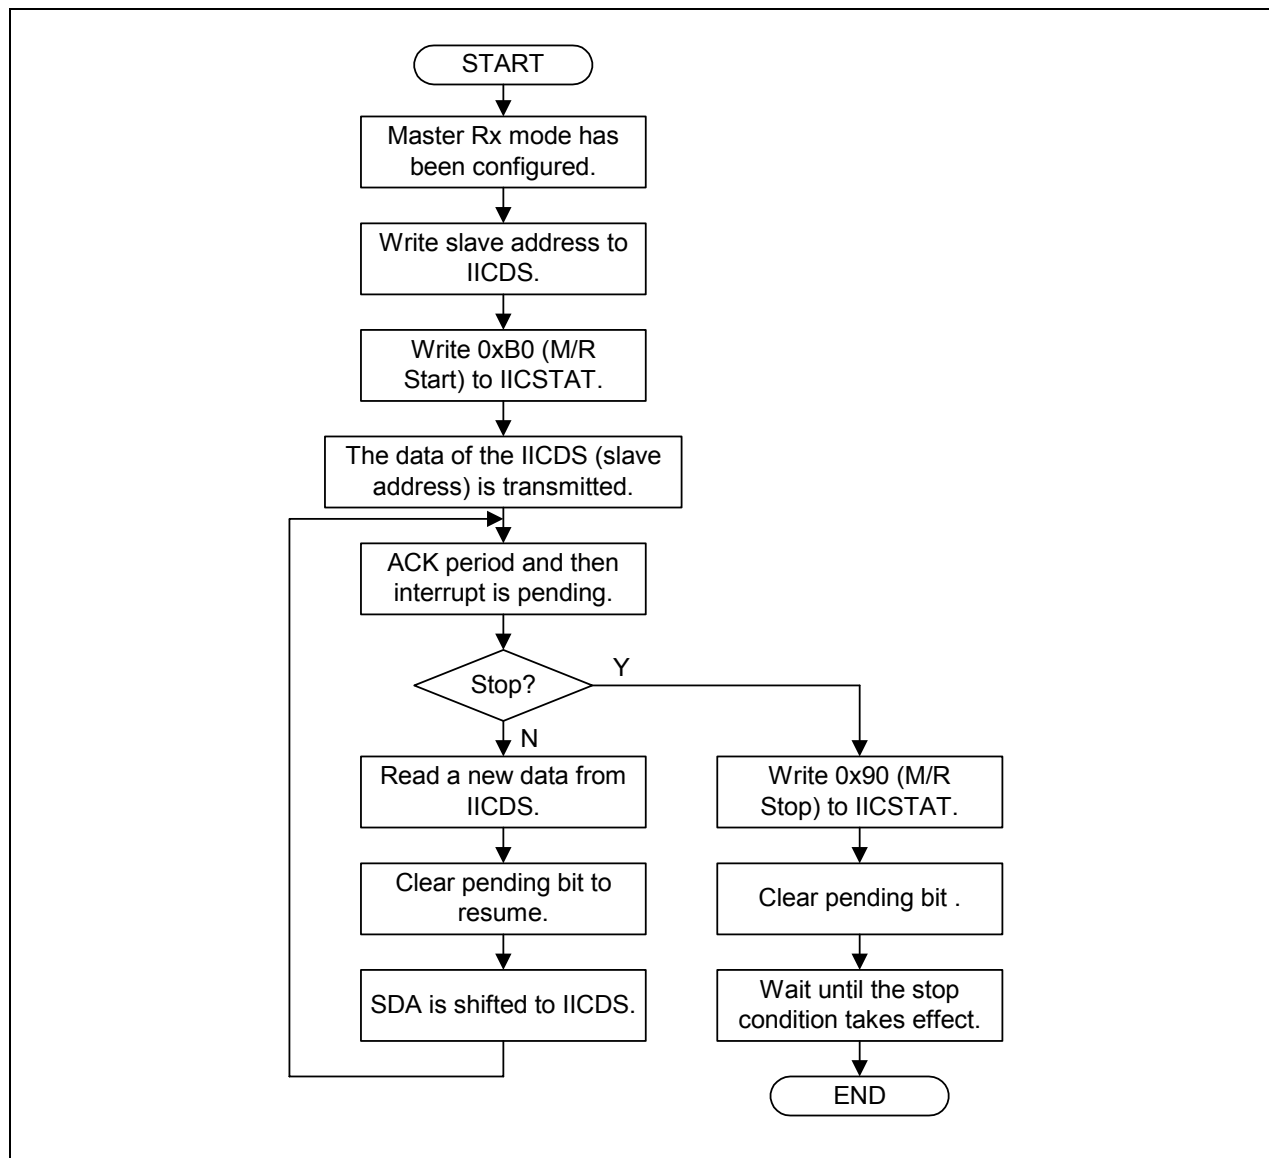 START
Master Rx mode has
been configured.
Write slave address to
IICDS.
Write 0xB0 (M/R
Start) to IICSTAT.
The data of the IICDS (slave
address) is transmitted.
ACK period and then
interrupt is pending.
Stop?
Y
N
Read a new data from
IICDS.
Clear pending bit to
resume.
SDA is shifted to IICDS.
Write 0x90 (M/R
Stop) to IICSTAT.
Clear pending bit .
Wait until the stop
condition takes effect.
END